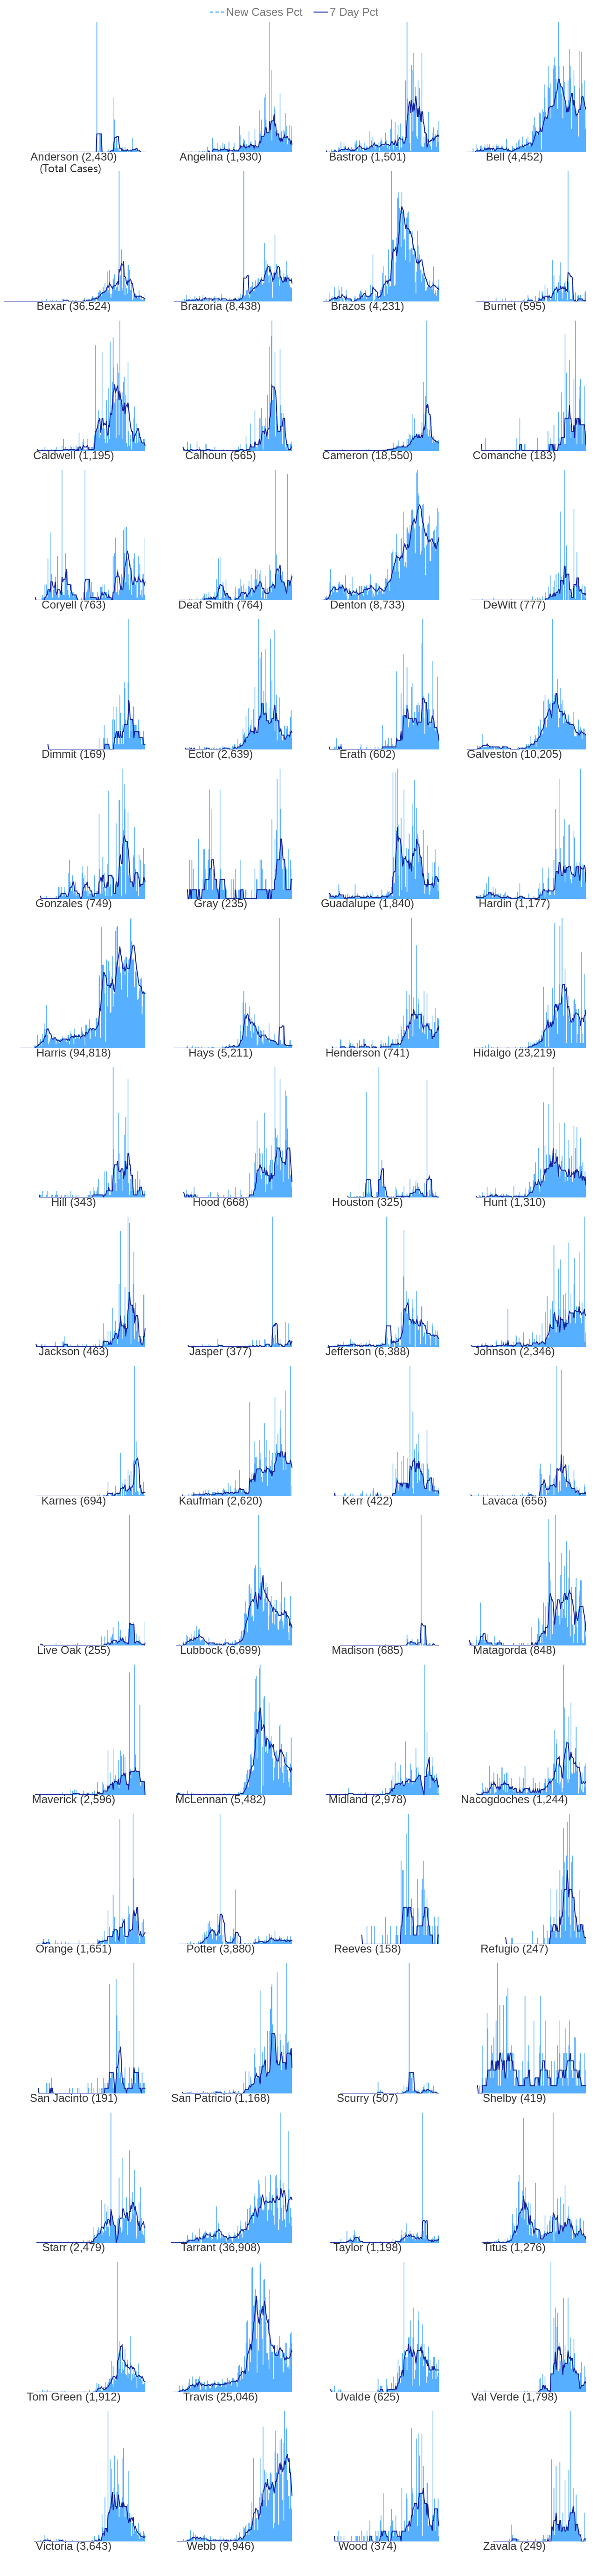 New Cases Pct 7 Day Pct
Anderson (2,430) Angelina (1,930) Bastrop (1,501) Bell (4,452)
(Total Cases)
Bexar (36,524) Brazoria (8,438) Brazos (4,231) Burnet (595)
Caldwell (1,195) Calhoun (565) Cameron (18,550) Comanche (183)
Coryell (763) Deaf Smith (764) Denton (8,733) DeWitt (777)
Dimmit (169) Ector (2,639) Erath (602) Galveston (10,205)
Gonzales (749) Gray (235) Guadalupe (1,840) Hardin (1,177)
Harris (94,818) Hays (5,211) Henderson (741) Hidalgo (23,219)
Hill (343) Hood (668) Houston (325) Hunt (1,310)
Jackson (463) Jasper (377) Jefferson (6,388) Johnson (2,346)
Karnes (694) Kaufman (2,620) Kerr (422) Lavaca (656)
Live Oak (255) Lubbock (6,699) Madison (685) Matagorda (848)
Maverick (2,596) McLennan (5,482) Midland (2,978) Nacogdoches (1,244)
Orange (1,651) Potter (3,880) Reeves (158) Refugio (247)
San Jacinto (191) San Patricio (1,168) Scurry (507) Shelby (419)
Starr (2,479) Tarrant (36,908) Taylor (1,198) Titus (1,276)
Tom Green (1,912) Travis (25,046) Uvalde (625) Val Verde (1,798)
Victoria (3,643) Webb (9,946) Wood (374) Zavala (249)